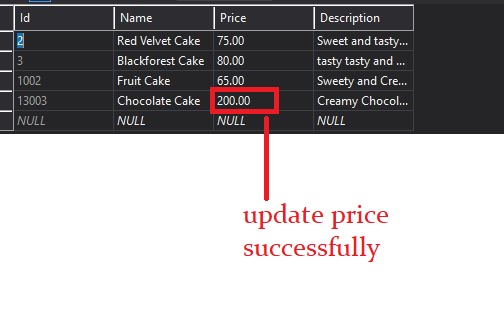 Id Name Price Description
2 Red Velvet Cake 75.00 Sweet and tasty...
3 Blackforest Cake 80.00 tasty tasty and ...
1002 Fruit Cake 65.00 Sweety and Cre...
13003 Chocolate Cake 200.00 Creamy Chocol...
NULL NULL NULL NULL
update price
successfully